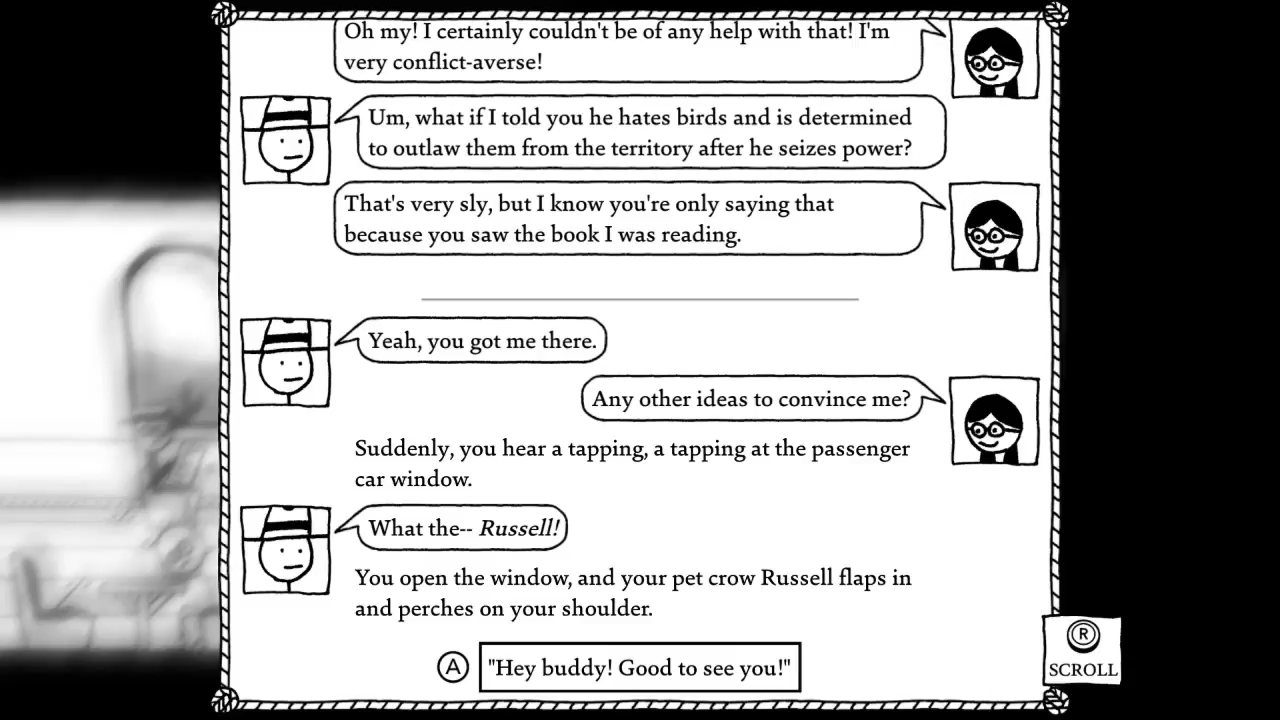 Oh my! I certainly couldn't be of any help with that! I'm
very conflict-averse!
Um, what if I told you he hates birds and is determined
to outlaw them from the territory after he seizes power?
That's very sly, but I know you're only saying that
because you saw the book I was reading.
Yeah, you got me there.
Any other ideas to convince me?
Suddenly, you hear a tapping, a tapping at the passenger
car window.
What the-- Russell!
You open the window, and your pet crow Russell flaps in
and perches on your shoulder.
A "Hey buddy! Good to see you!"
R
SCROLL